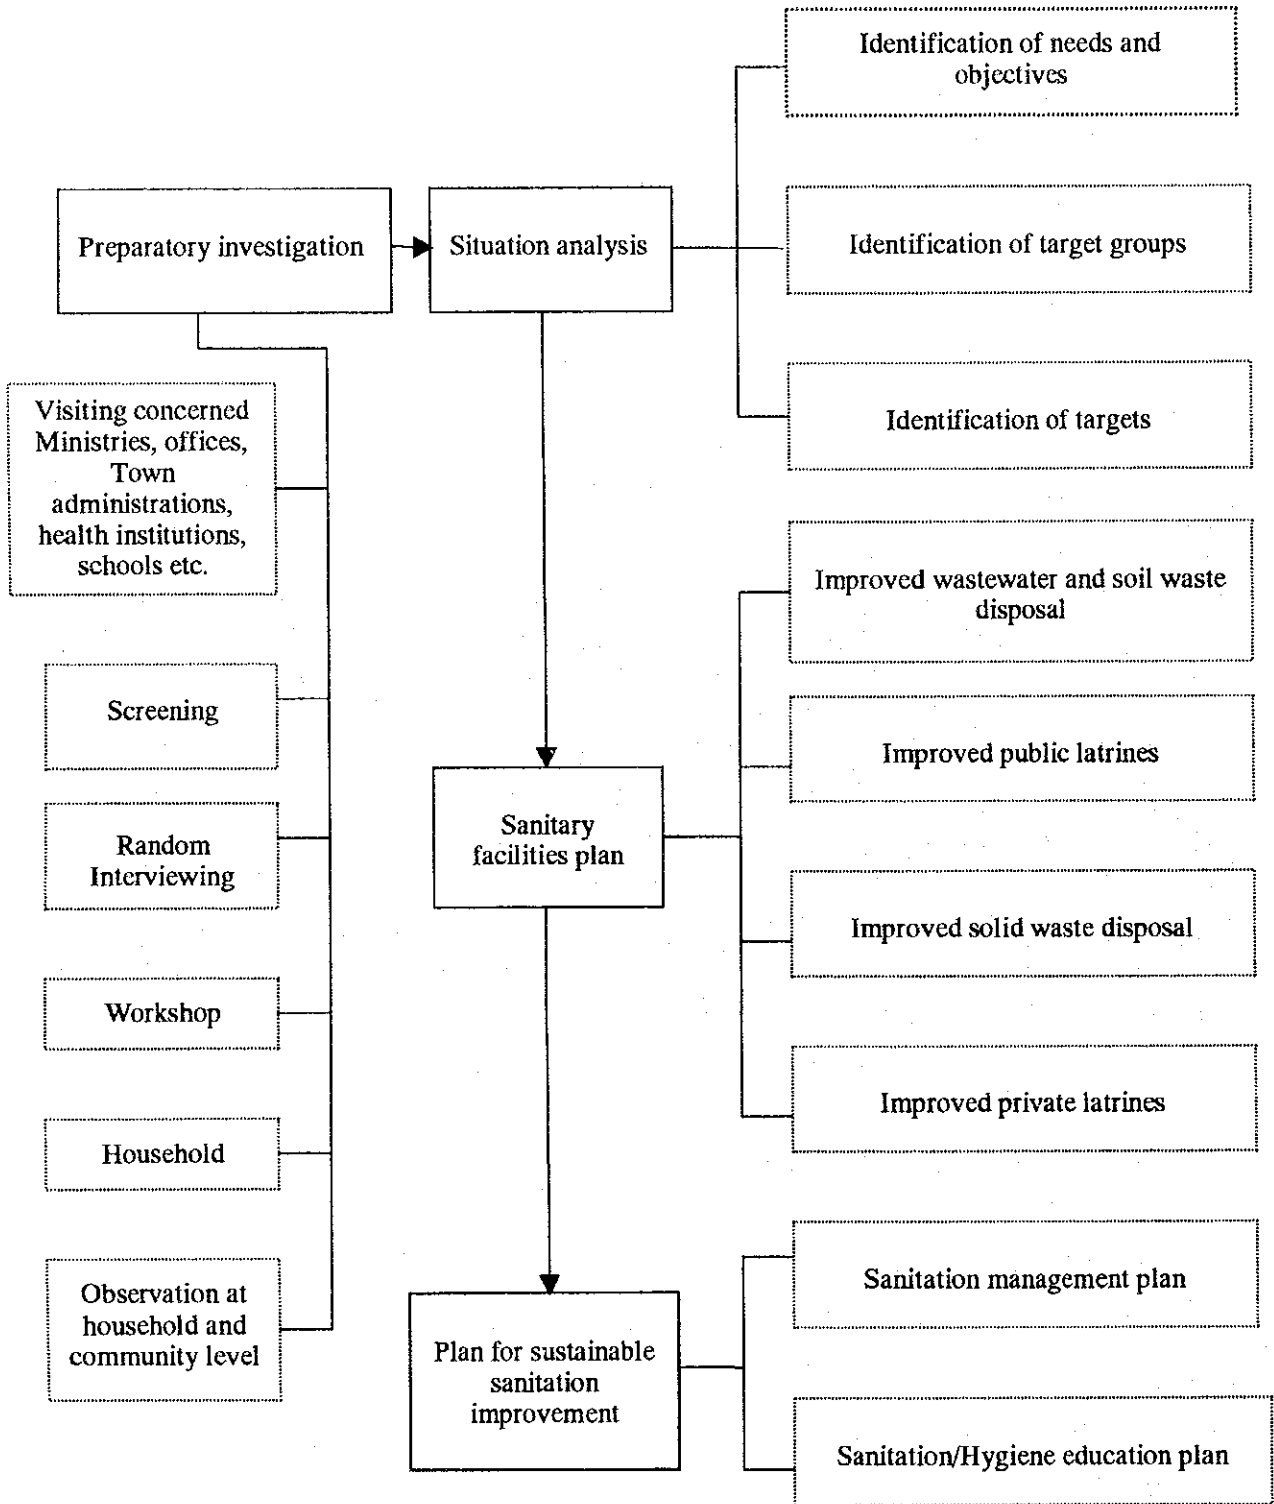 Identification of needs and
objectives
Preparatory investigation
Situation analysis
Identification of target groups
Identification of targets
Visiting concerned
Ministries, offices,
Town
administrations,
health institutions,
schools etc.
Screening
Random
Interviewing
Workshop
Household
Observation at
household and
community level
Sanitary
facilities plan
Improved wastewater and soil waste
disposal
Improved public latrines
Improved solid waste disposal
Improved private latrines
Plan for sustainable
sanitation
improvement
Sanitation management plan
Sanitation/Hygiene education plan